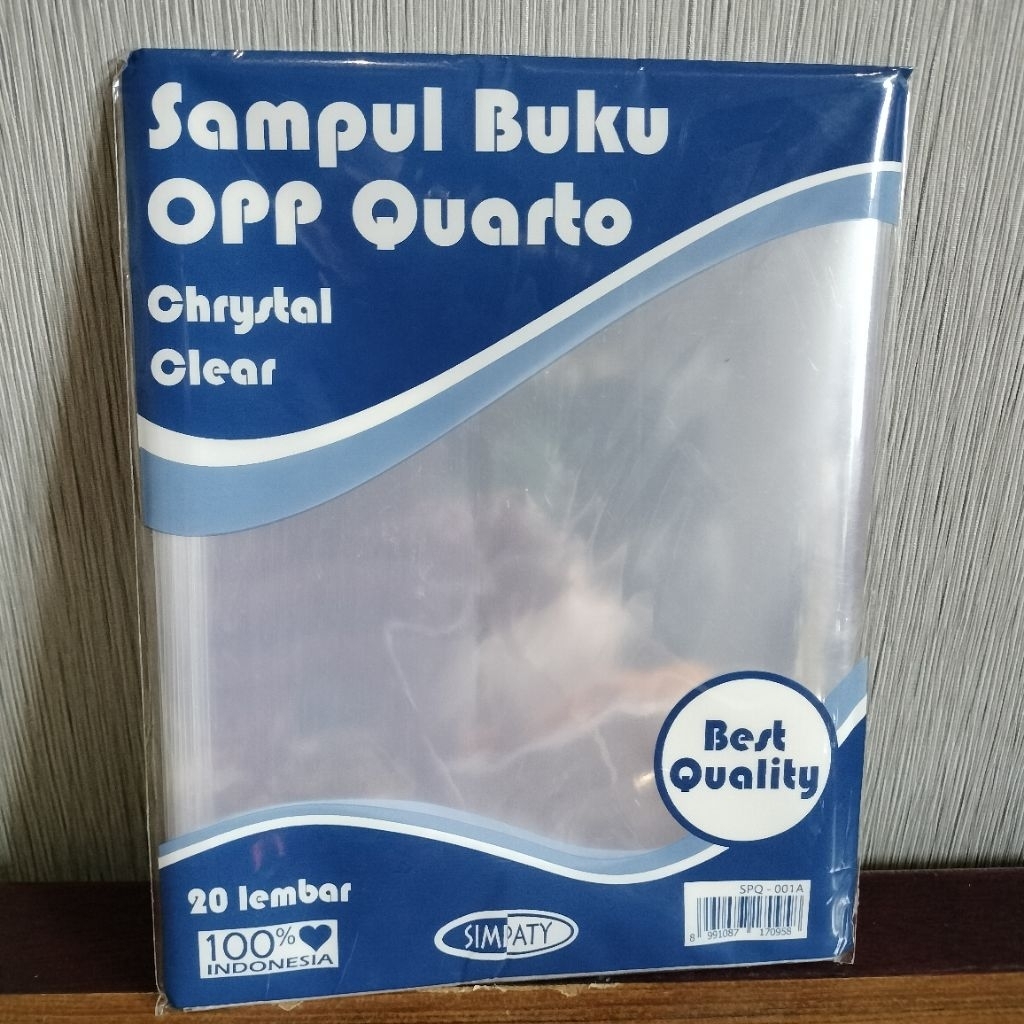 Sampul Buku
OPP Quarto
Chrystal
Clear
Best
Quality
20 lembar
100%
INDONESIA
SIMPATY
SPQ - 001A
8 991087 170958